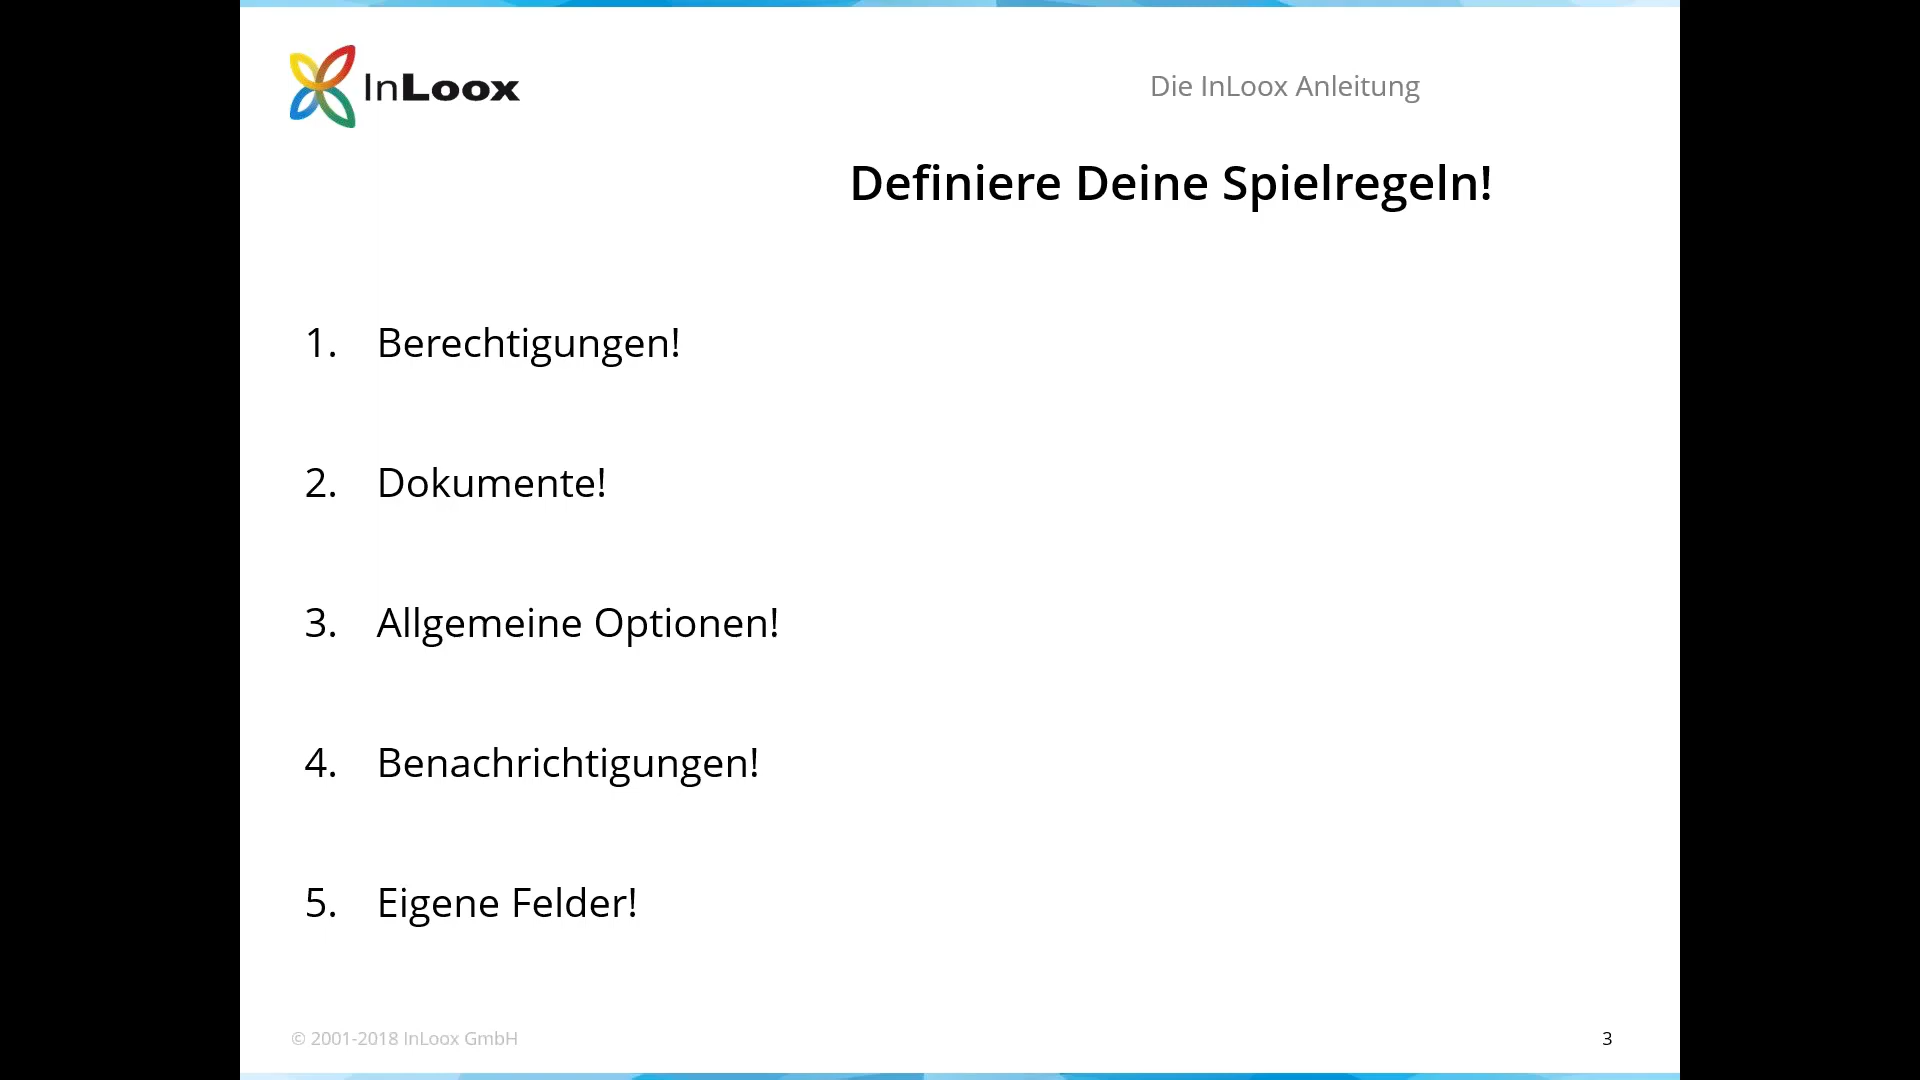 InLoox
Die InLoox Anleitung
Definiere Deine Spielregeln!
1. Berechtigungen!
2. Dokumente!
3. Allgemeine Optionen!
4. Benachrichtigungen!
5. Eigene Felder!
© 2001-2018 InLoox GmbH
3